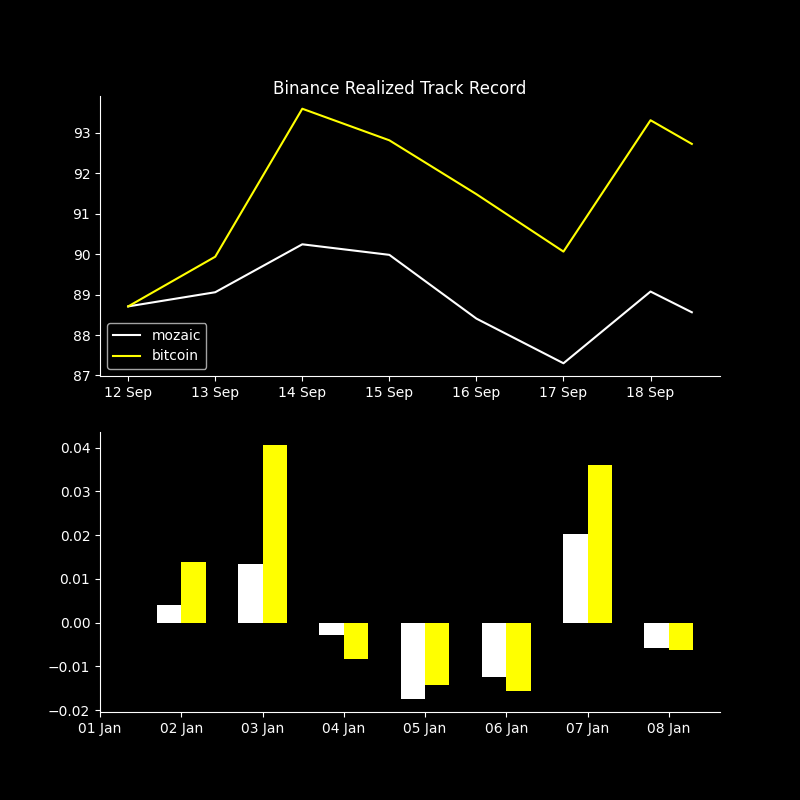 Binance Realized Track Record
93
92
91
90
89
88
87
mozaic
bitcoin
12 Sep 13 Sep 14 Sep 15 Sep 16 Sep 17 Sep 18 Sep
0.04
0.03
0.02
0.01
0.00
−0.01
−0.02
01 Jan 02 Jan 03 Jan 04 Jan 05 Jan 06 Jan 07 Jan 08 Jan